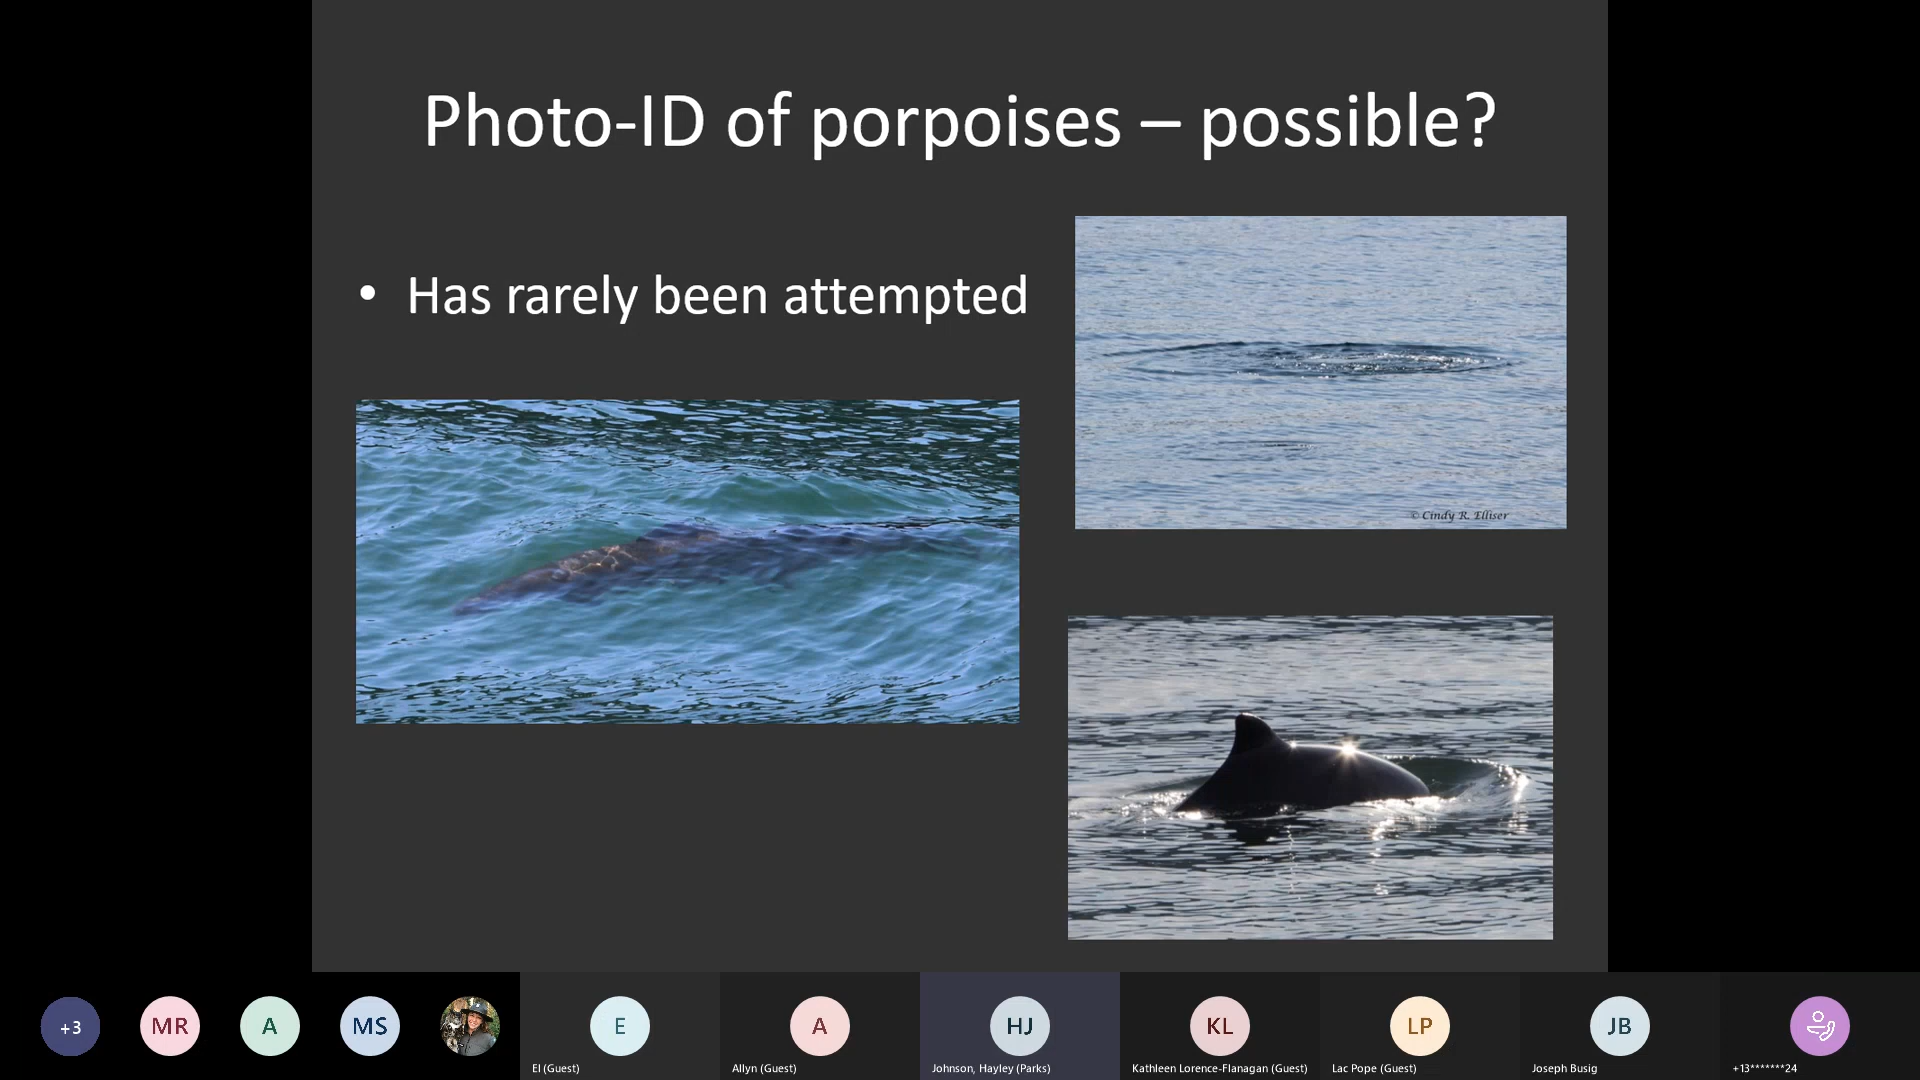 Photo-ID of porpoises – possible?
• Has rarely been attempted
© Cindy R. Elliser
+3
MR
A
MS
E
A
HJ
KL
LP
JB
El (Guest)
Allyn (Guest)
Johnson, Hayley (Parks)
Kathleen Lorence-Flanagan (Guest)
Lac Pope (Guest)
Joseph Busig
+13*******24